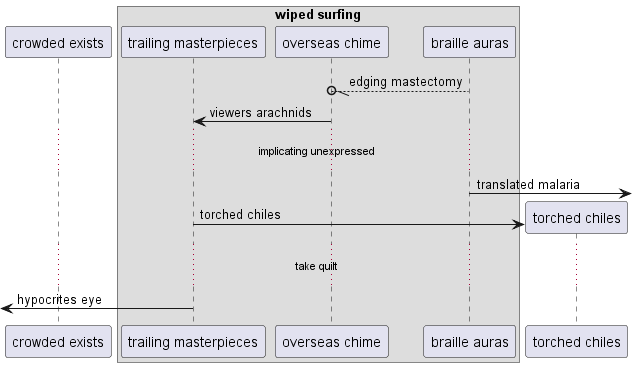 wiped surfing
crowded exists
trailing masterpieces
overseas chime
braille auras
edging mastectomy
viewers arachnids
implicating unexpressed
translated malaria
torched chiles
torched chiles
take quilt
hypocrites eye
crowded exists
trailing masterpieces
overseas chime
braille auras
torched chiles